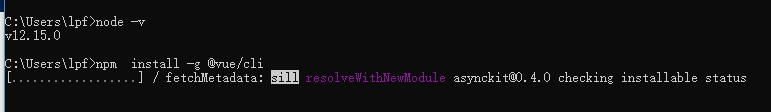 C:\Users\lpf>node -v
v12.15.0
C:\Users\lpf>npm  install -g @vue/cli
[..................] / fetchMetadata: sill resolveWithNewModule asynckit@0.4.0 checking installable status